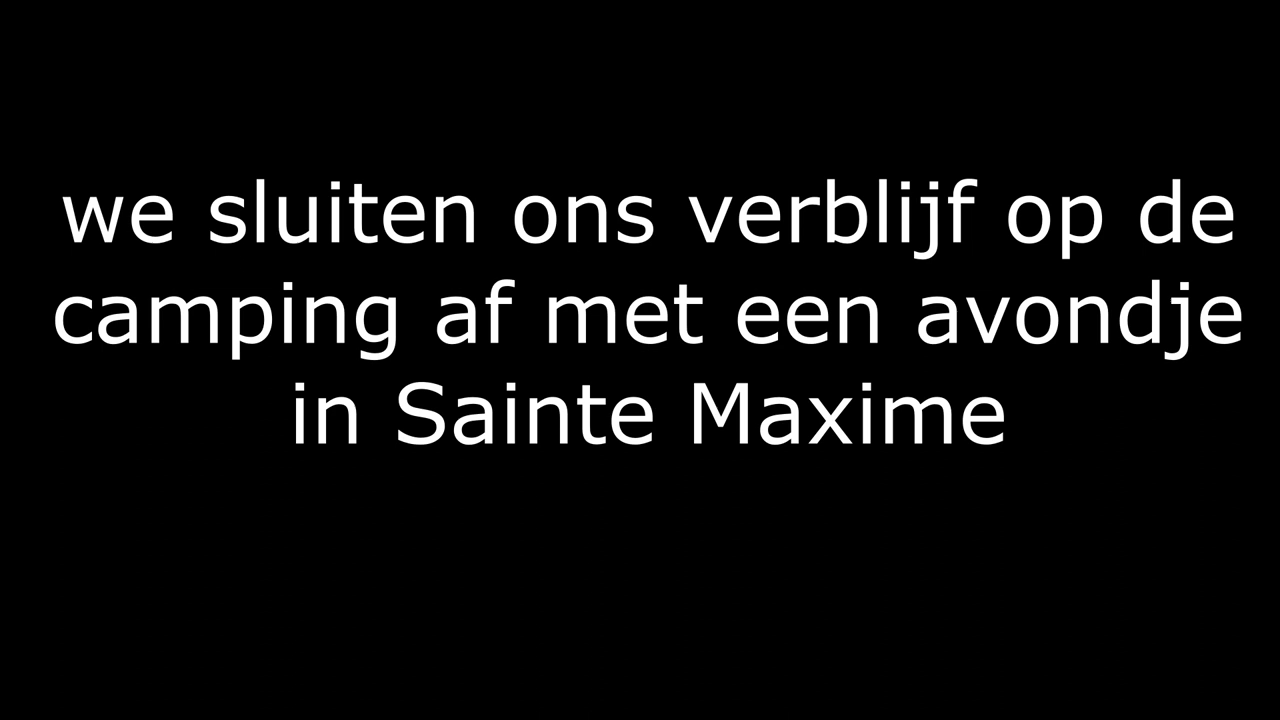 we sluiten ons verblijf op de
camping af met een avondje
in Sainte Maxime